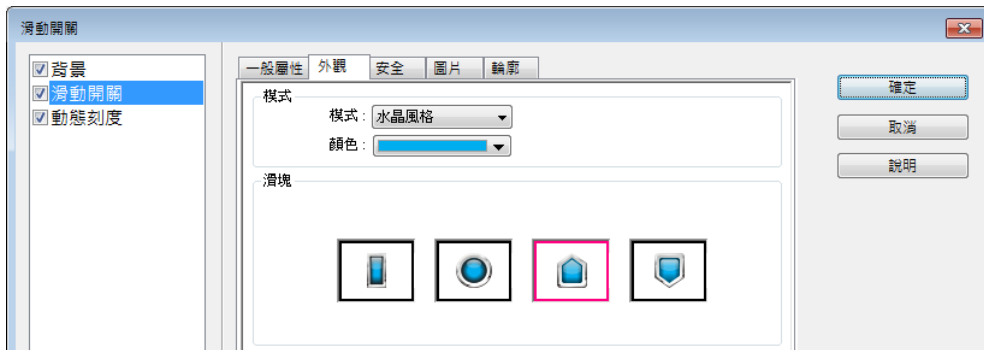 滑動開關
背景
滑動開關
動態刻度
一般屬性 外觀 安全 圖片 輪廓
模式
模式 : 水晶風格
顏色 :
滑塊
確定
取消
說明